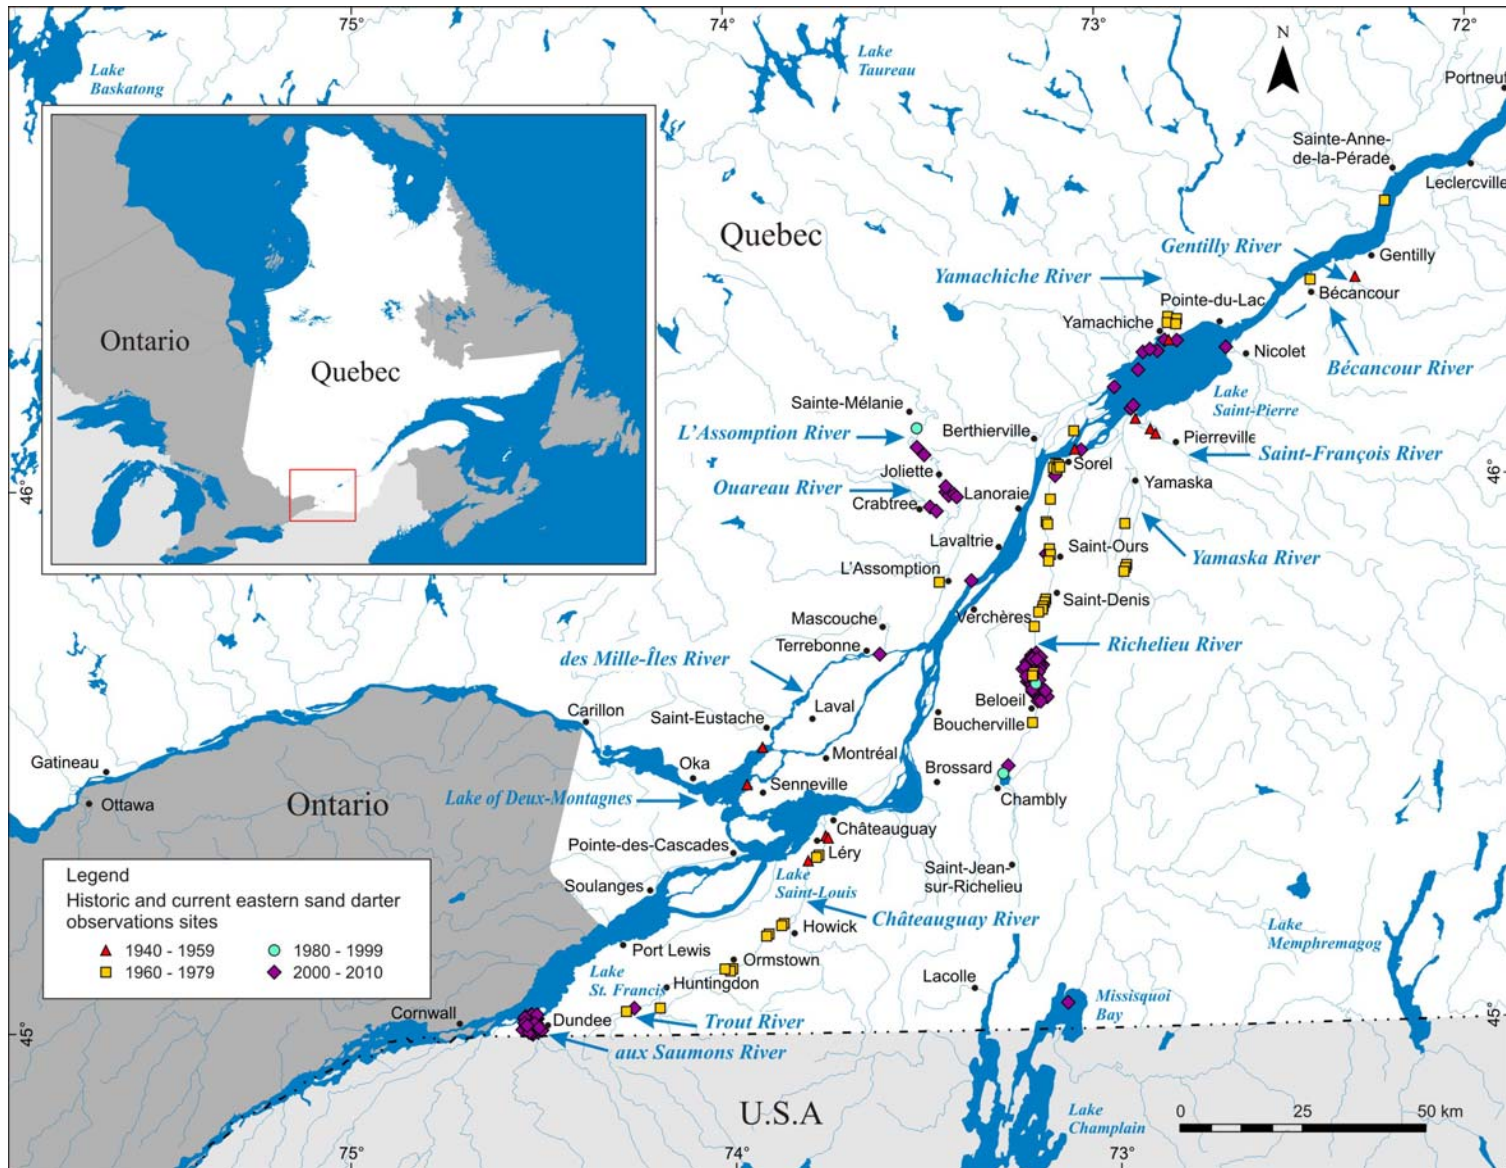 75°
74°
73°
72°
N
Lake
Baskatong
Lake
Taureau
Portneuf
Sainte-Anne-
de-la-Pérade
Leclercville
Quebec
Gentilly River
Gentilly
Yamachiche River
Pointe-du-Lac
Bécancour
Yamachiche
Ontario
Quebec
Nicolet
Bécancour River
Lake
Saint-Pierre
Sainte-Mélanie
L'Assomption River
Berthierville
Pierreville
Saint-François River
46°
Joliette
Sorel
46°
Ouareau River
Lanoraie
Yamaska
Crabtree
Lavaltrie
Saint-Ours
Yamaska River
L'Assomption
Saint-Denis
Mascouche
Verchères
Terrebonne
Richelieu River
des Mille-Îles River
Beloeil
Carillon
Saint-Eustache
Laval
Boucherville
Gatineau
Oka
Montréal
Brossard
Ottawa
Ontario
Lake of Deux-Montagnes
Senneville
Chambly
Châteauguay
Pointe-des-Cascades
Léry
Saint-Jean-
sur-Richelieu
Lake
Saint-Louis
Soulanges
Legend
Historic and current eastern sand darter
observations sites
1940 - 1959
1980 - 1999
1960 - 1979
2000 - 2010
Châteauguay River
Howick
Lake
Memphremagog
Port Lewis
Ormstown
Lake
St. Francis
Huntingdon
Lacolle
Missisquoi
Bay
Cornwall
Dundee
Trout River
45°
45°
aux Saumons River
U.S.A
Lake
Champlain
0
25
50 km
75°
74°
73°